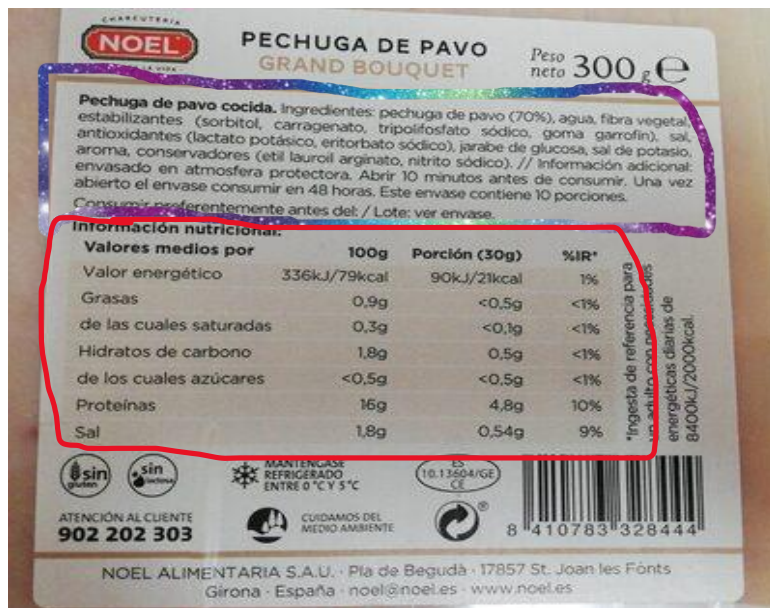 CHARCUTERIA
NOEL
LA VIDA
PECHUGA DE PAVO
GRAND BOUQUET
Peso neto 300 g e
Pechuga de pavo cocida. Ingredientes: pechuga de pavo (70%), agua, fibra vegetal,
estabilizantes (sorbitol, carragenato, tripolifosfato sódico, goma garrofín), sal,
antioxidantes (lactato potásico, eritorbato sódico), jarabe de glucosa, sal de potasio,
aroma, conservadores (etil lauroil arginato, nitrito sódico). // Información adicional:
envasado en atmosfera protectora. Abrir 10 minutos antes de consumir. Una vez
abierto el envase consumir en 48 horas. Este envase contiene 10 porciones.
Consumir preferentemente antes del: / Lote: ver envase.
Información nutricional:
Valores medios por 100g Porción (30g) %IR*
Valor energético 336kJ/79kcal 90kJ/21kcal 1%
Grasas 0,9g <0,5g <1%
de las cuales saturadas 0,3g <0,1g <1%
Hidratos de carbono 1,8g 0,5g <1%
de los cuales azúcares <0,5g <0,5g <1%
Proteínas 16g 4,8g 10%
Sal 1,8g 0,54g 9%
*Ingesta de referencia para
un adulto con necesidades
energéticas diarias de
8400kJ/2000kcal.
sin gluten
sin lactosa
MANTÉNGASE
REFRIGERADO
ENTRE 0°C Y 5°C
ES
10.13604/GE
CE
ATENCIÓN AL CLIENTE
902 202 303
CUIDAMOS DEL
MEDIO AMBIENTE
®
8 410783 328444
NOEL ALIMENTARIA S.A.U. · Pla de Begudà · 17857 St. Joan les Fonts
Girona · España · noel@noel.es · www.noel.es